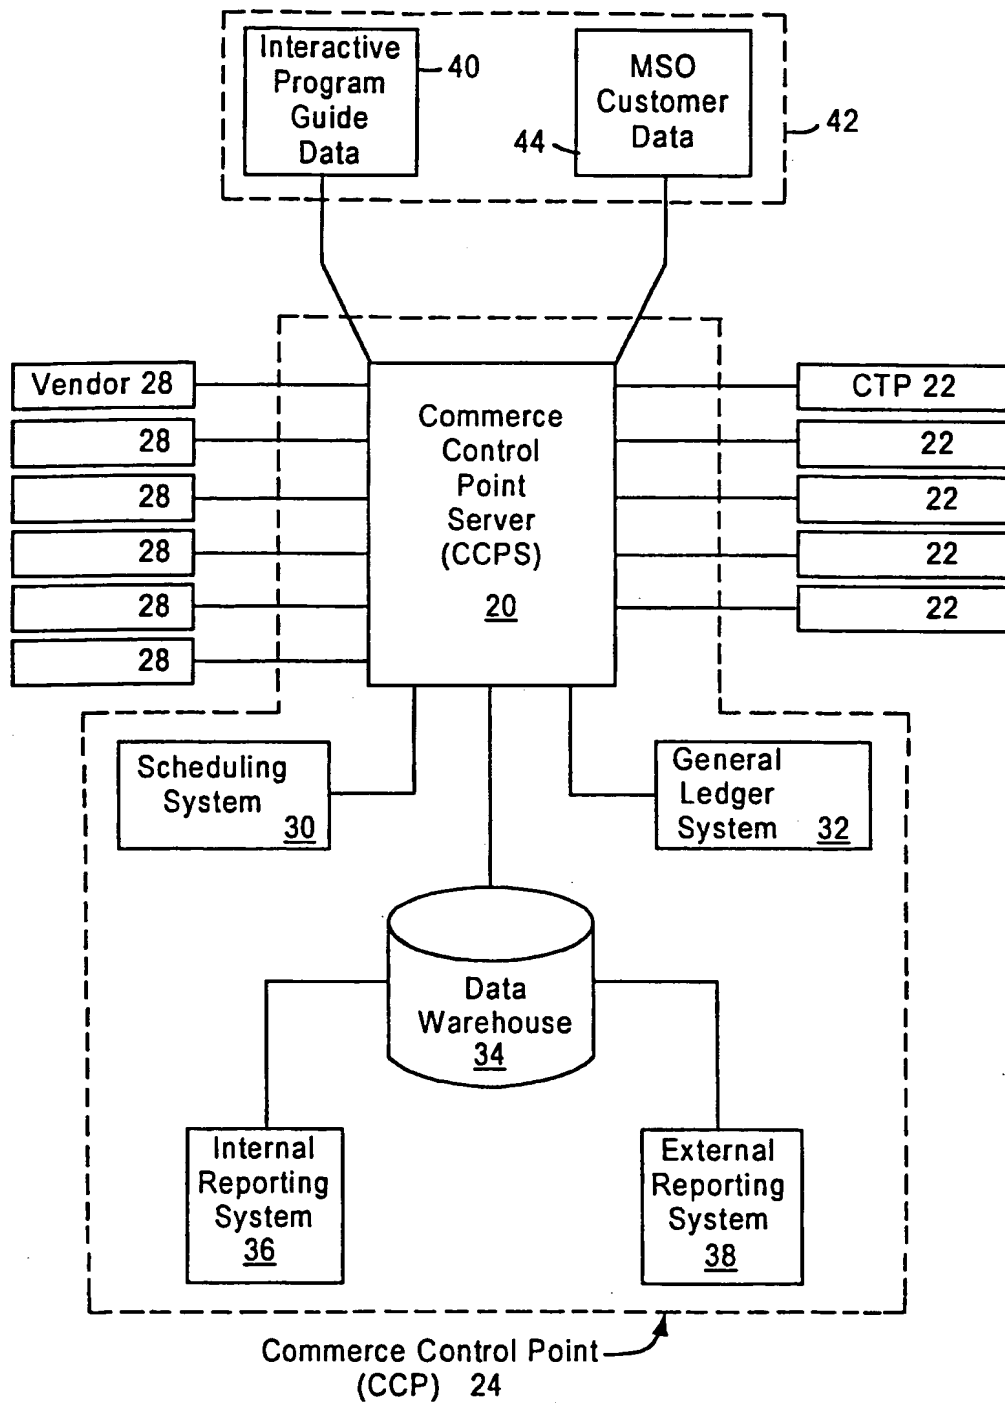 Interactive
Program
Guide
Data
40
MSO
Customer
Data
44
42
Vendor 28
28
28
28
28
28
Commerce
Control
Point
Server
(CCPS)
20
CTP 22
22
22
22
22
Scheduling
System
30
General
Ledger
System 32
Data
Warehouse
34
Internal
Reporting
System
36
External
Reporting
System
38
Commerce Control Point
(CCP) 24